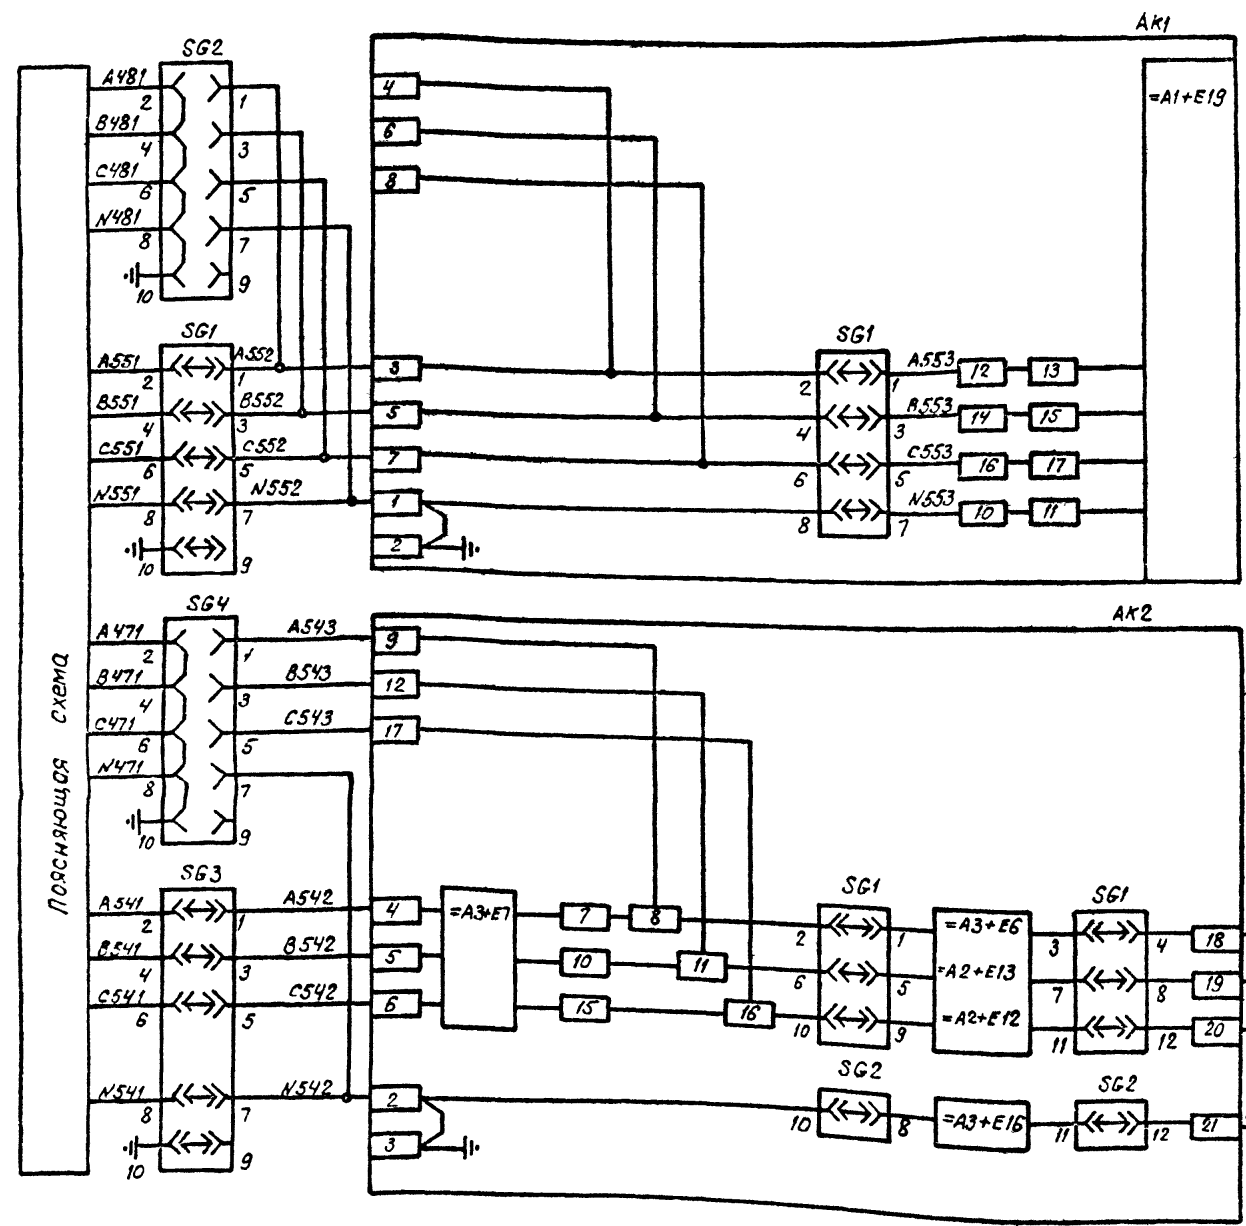 AK1
SG2
A481
2
1
B481
4
3
C481
6
5
N481
8
7
10
9
4
6
8
=A1+E19
SG1
A551
2
A552
1
B551
4
B552
3
C551
6
C552
5
N551
8
N552
7
10
9
3
5
7
1
2
SG1
2
1
A553
12
13
4
3
B553
14
15
6
5
C553
16
17
8
7
N553
10
11
Поясняющая схема
AK2
SG4
A471
2
1
A543
9
B471
4
3
B543
12
C471
6
5
C543
17
N471
8
7
10
9
SG3
A541
2
1
A542
4
B541
4
3
B542
5
C541
6
5
C542
6
N541
8
7
N542
2
10
9
3
=A3+E7
7
8
10
11
15
16
SG1
2
1
6
5
10
9
=A3+E6
=A2+E13
=A2+E12
SG1
3
4
7
8
11
12
18
19
20
SG2
10
8
=A3+E16
SG2
11
12
21